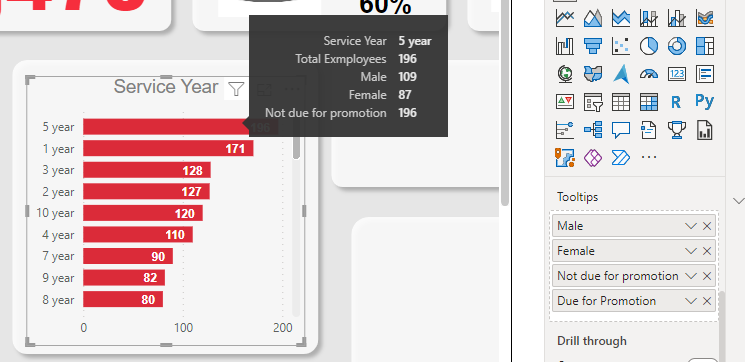 60%
Service Year 5 year
Total Exmployees 196
Male 109
Female 87
Not due for promotion 196
Service Year
5 year
1 year 171
3 year 128
2 year 127
10 year 120
4 year 110
7 year 90
9 year 82
8 year 80
0 100 200
123
R Py
Tooltips
Male
Female
Not due for promotion
Due for Promotion
Drill through